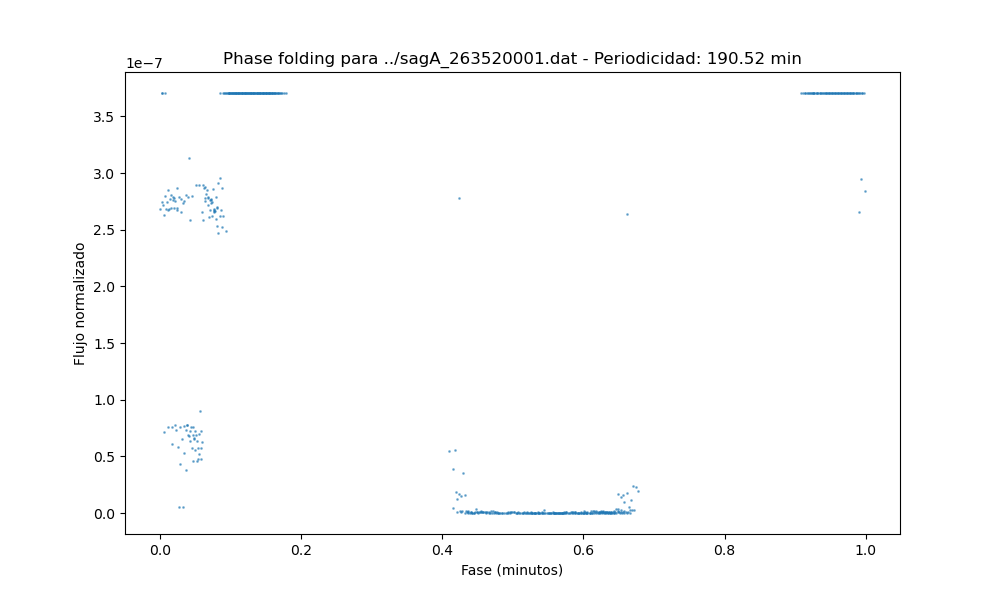 Phase folding para ../sagA_263520001.dat - Periodicidad: 190.52 min
1e−7
3.5
3.0
2.5
2.0
1.5
1.0
0.5
0.0
Flujo normalizado
0.0 0.2 0.4 0.6 0.8 1.0
Fase (minutos)